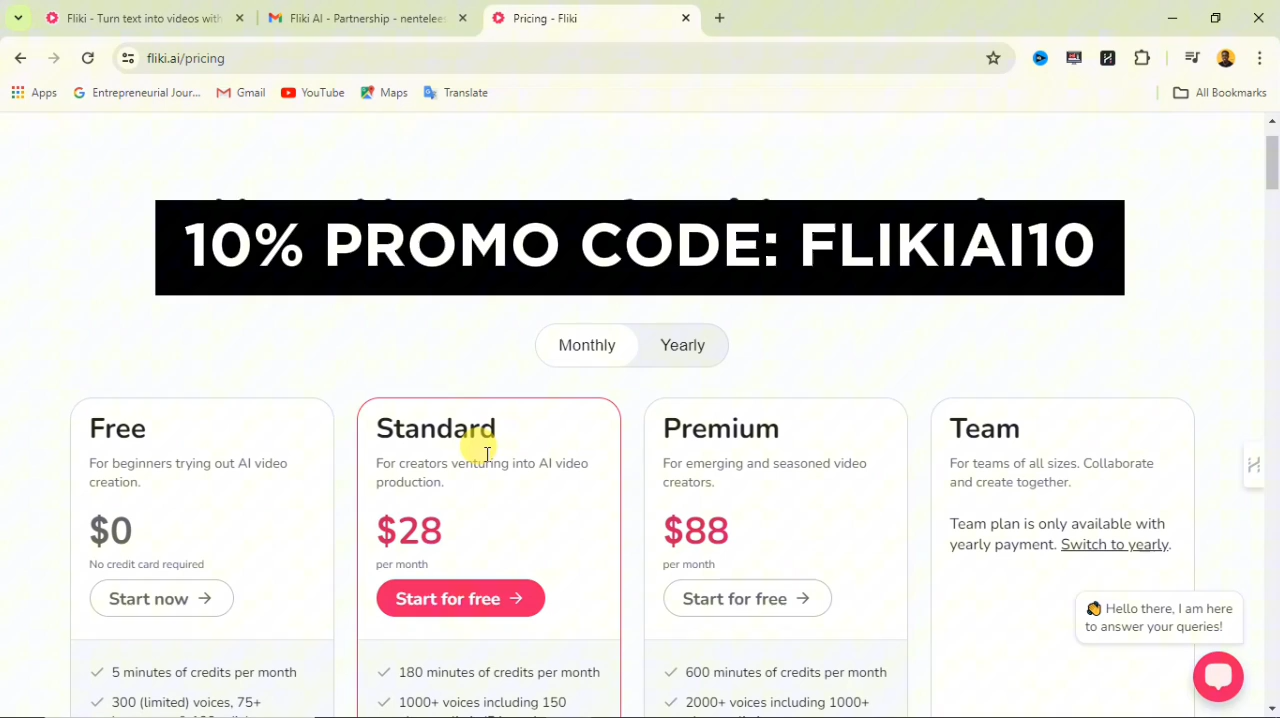 Fliki - Turn text into videos with
Fliki AI - Partnership - nentelee
Pricing - Fliki
fliki.ai/pricing
Apps
Entrepreneurial Jour...
Gmail
YouTube
Maps
Translate
All Bookmarks
10% PROMO CODE: FLIKIAI10
Monthly
Yearly
Free
For beginners trying out AI video
creation.
$0
No credit card required
Start now →
5 minutes of credits per month
300 (limited) voices, 75+
Standard
For creators venturing into AI video
production.
$28
per month
Start for free →
180 minutes of credits per month
1000+ voices including 150
Premium
For emerging and seasoned video
creators.
$88
per month
Start for free →
600 minutes of credits per month
2000+ voices including 1000+
Team
For teams of all sizes. Collaborate
and create together.
Team plan is only available with
yearly payment. Switch to yearly.
👋 Hello there, I am here
to answer your queries!